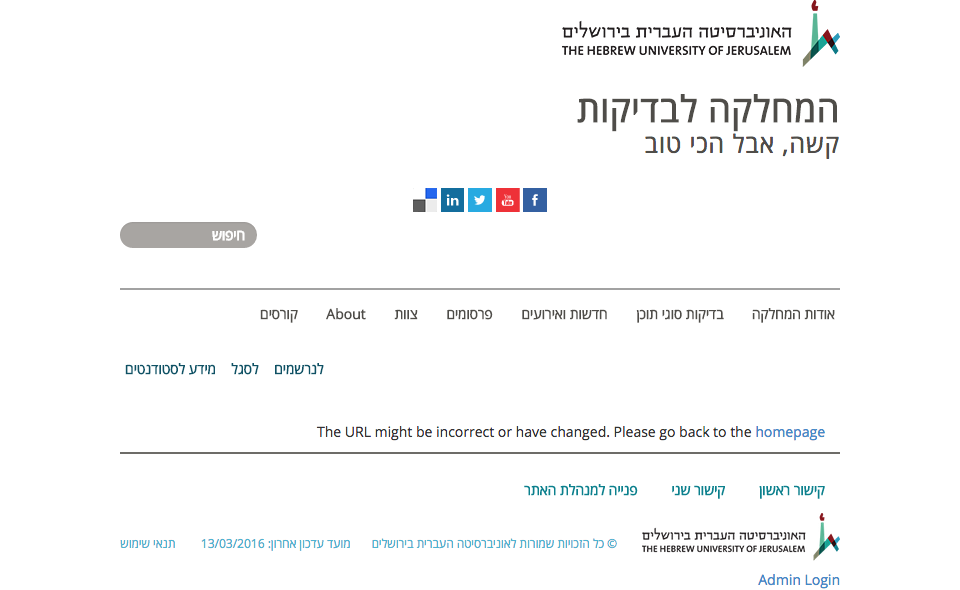 האוניברסיטה העברית בירושלים
THE HEBREW UNIVERSITY OF JERUSALEM
המחלקה לבדיקות
קשה, אבל הכי טוב
in You Tube f
חיפוש
אודות המחלקה בדיקות סוגי תוכן חדשות ואירועים פרסומים צוות About קורסים
לנרשמים לסגל מידע לסטודנטים
The URL might be incorrect or have changed. Please go back to the homepage
קישור ראשון קישור שני פנייה למנהלת האתר
האוניברסיטה העברית בירושלים
THE HEBREW UNIVERSITY OF JERUSALEM
© כל הזכויות שמורות לאוניברסיטה העברית בירושלים מועד עדכון אחרון: 13/03/2016 תנאי שימוש
Admin Login